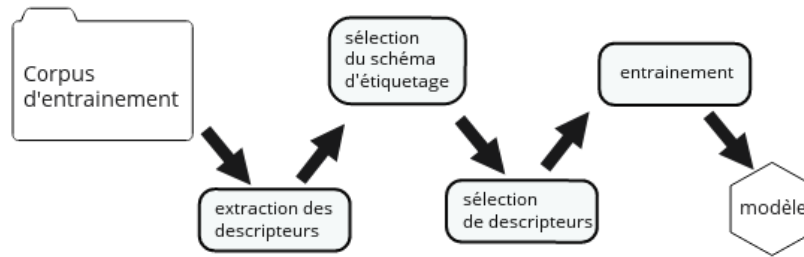 Corpus
d'entrainement
extraction des
descripteurs
sélection
du schéma
d'étiquetage
sélection
de descripteurs
entrainement
modèle